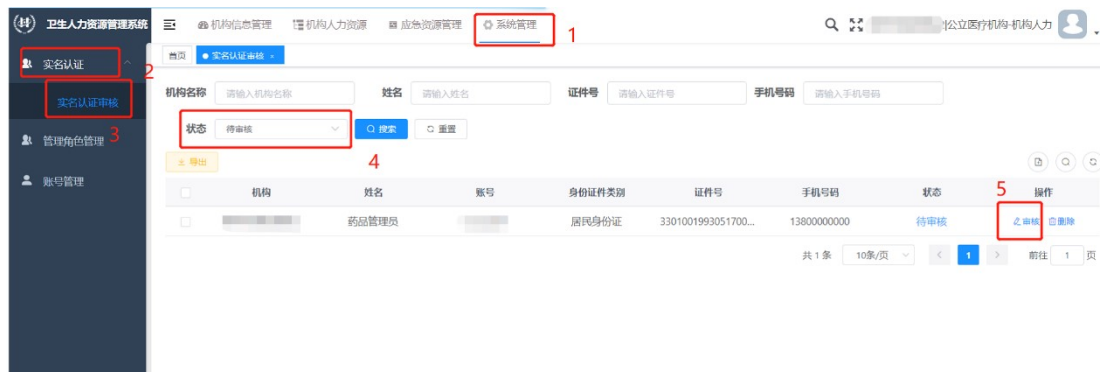 卫生人力资源管理系统 机构信息管理 机构人力资源 应急资源管理 系统管理 1 公立医疗机构-机构人力
实名认证 2 首页 实名认证审核 ×
机构名称 请输入机构名称 姓名 请输入姓名 证件号 请输入证件号 手机号码 请输入手机号码
实名认证审核 3
状态 待审核 搜索 重置
管理角色管理
4
导出
账号管理
机构 姓名 账号 身份证件类别 证件号 手机号码 状态 5 操作
药品管理员 居民身份证 3301001993051700... 13800000000 待审核 审核 删除
共 1 条 10条/页 < 1 > 前往 1 页